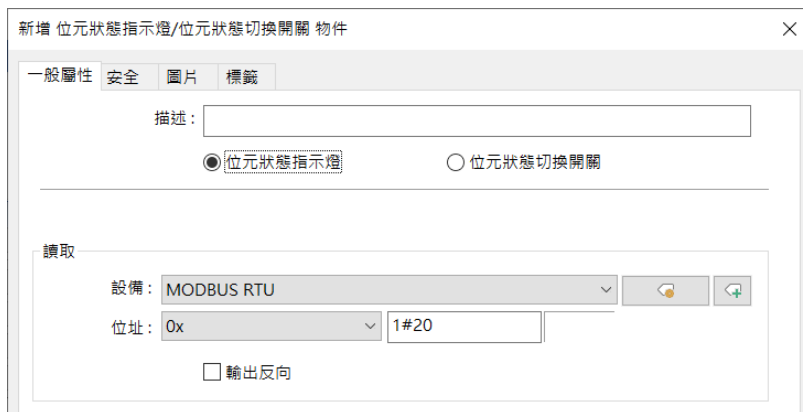 新增 位元狀態指示燈/位元狀態切換開關 物件
一般屬性 安全 圖片 標籤
描述 :
位元狀態指示燈 位元狀態切換開關
讀取
設備 : MODBUS RTU
位址 : 0x 1#20
輸出反向